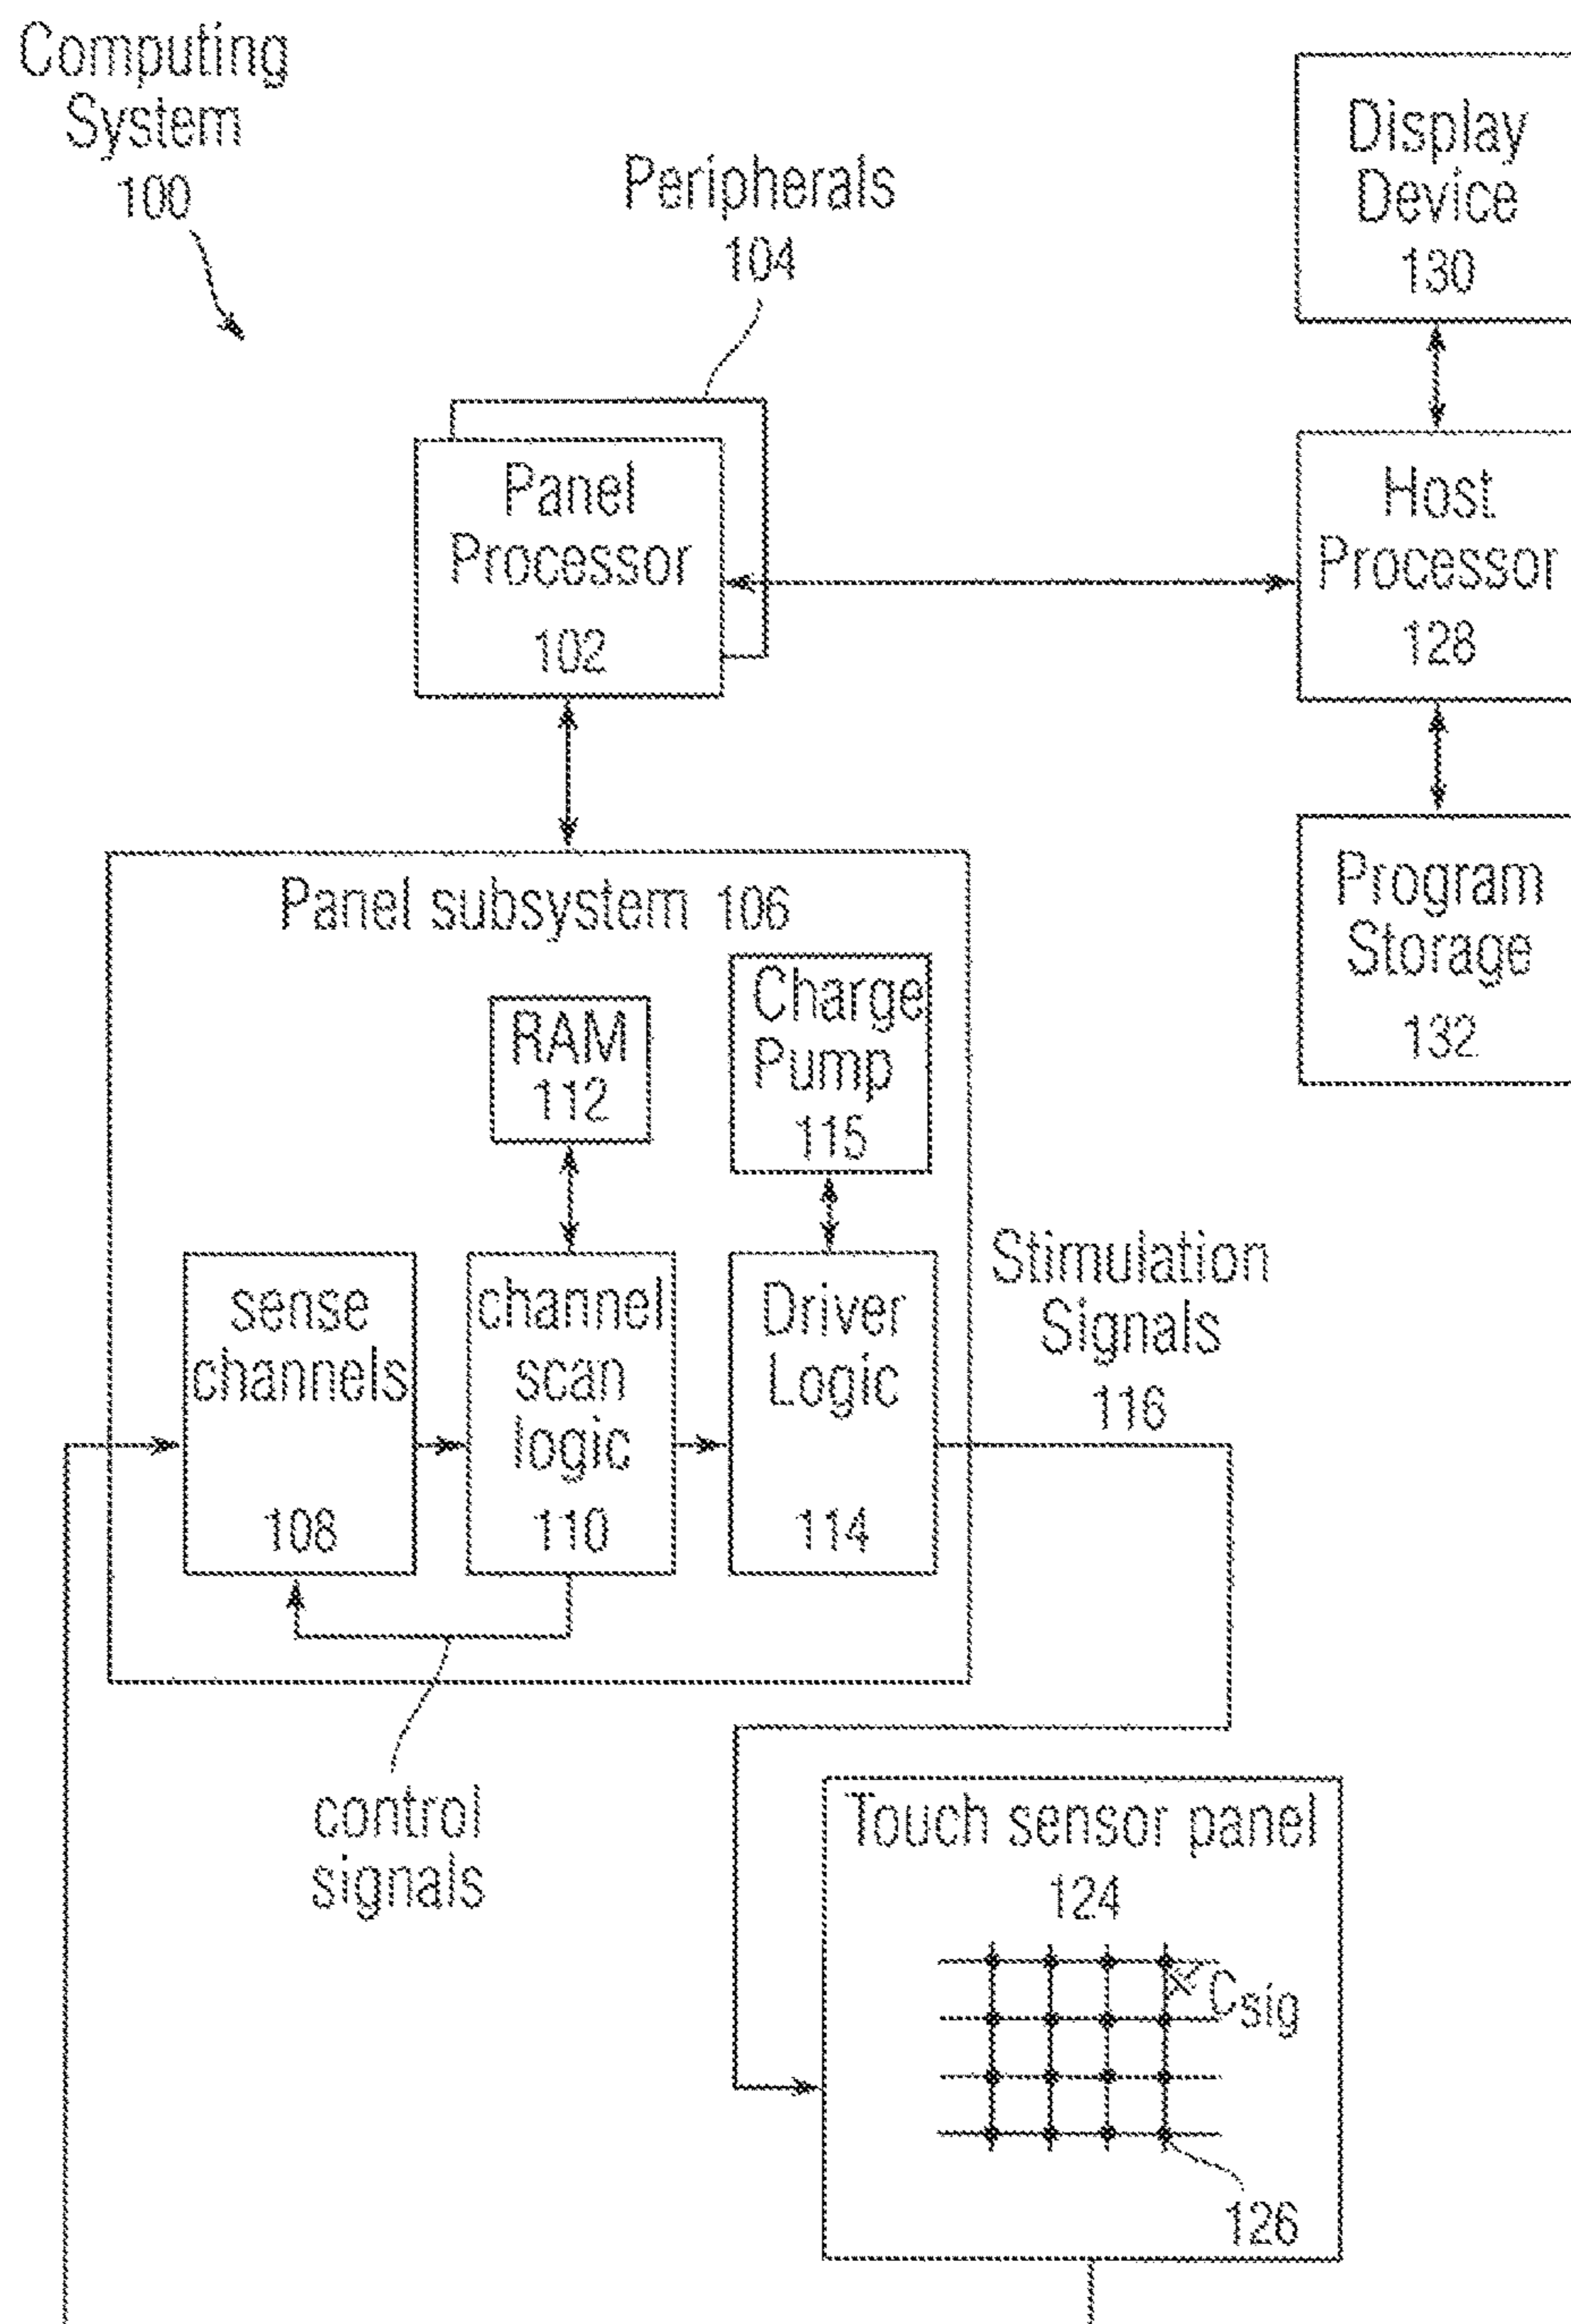 Computing
System
100
Peripherals
104
Display
Device
130
Panel
Processor
102
Host
Processor
128
Program
Storage
132
Panel subsystem 106
RAM
112
Charge
Pump
115
sense
channels
108
channel
scan
logic
110
Driver
Logic
114
Stimulation
Signals
116
control
signals
Touch sensor panel
124
Csig
126